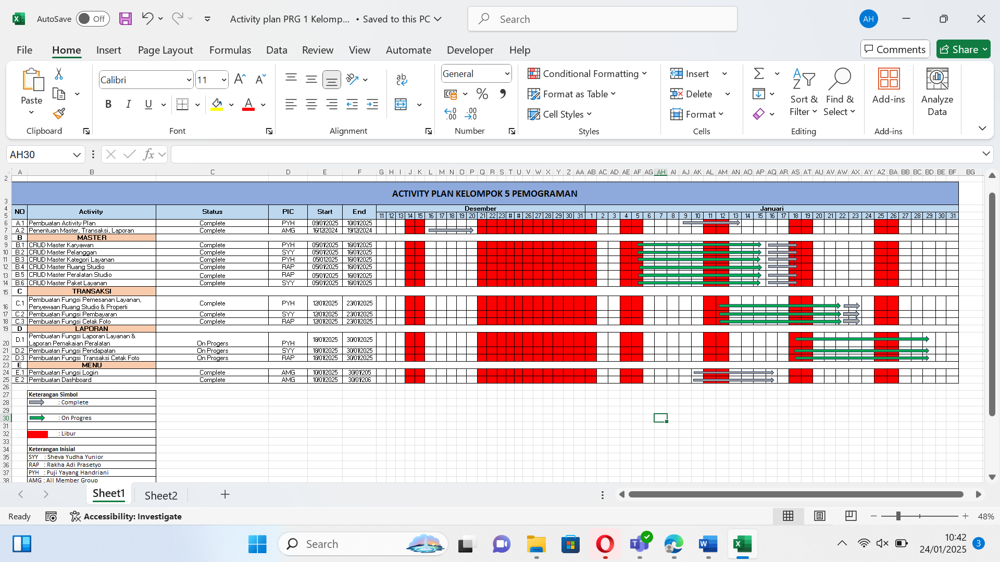 AutoSave Off Activity plan PRG 1 Kelomp... • Saved to this PC Search AH
File Home Insert Page Layout Formulas Data Review View Automate Developer Help Comments Share
Paste Calibri 11 General Conditional Formatting Insert Sort & Filter Find & Select Add-ins Analyze Data
B I U ab c % Format as Table Delete
Cell Styles Format
Clipboard Font Alignment Number Styles Cells Editing Add-ins
AH30 fx
A B C D E F G H I J K L M N O P Q R S T U V W X Y Z AA AB AC AD AE AF AG AH AI AJ AK AL AM AN AO AP AQ AR AS AT AU AV AW AX AY AZ BA BB BC BD BE BF BG
2
3 ACTIVITY PLAN KELOMPOK 5 PEMOGRAMAN
4 NO Activity Status PIC Start End Desember Januari
5 11 12 13 14 15 16 17 18 19 20 21 22 23 # # 26 27 28 29 30 31 1 2 3 4 5 6 7 8 9 10 11 12 13 14 15 16 17 18 19 20 21 22 23 24 25 26 27 28 29 30 31
6 A.1 Pembuatan Activity Plan Complete PYH 09/01/2025 10/01/2025
7 A.2 Penentuan Master, Transaksi, Laporan Complete AMG 16/12/2024 19/12/2024
8 B MASTER
9 B.1 CRUD Master Karyawan Complete PYH 05/01/2025 16/01/2025
10 B.2 CRUD Master Pelanggan Complete SYY 05/01/2025 16/01/2025
11 B.3 CRUD Master Kategori Layanan Complete PYH 05/012025 16/01/2025
12 B.4 CRUD Master Ruang Studio Complete RAP 05/01/2025 16/01/2025
13 B.5 CRUD Master Peralatan Studio Complete RAP 05/01/2025 16/01/2025
14 B.6 CRUD Master Paket Layanan Complete SYY 05/01/2025 16/01/2025
15 C TRANSAKSI
16 C.1 Pembuatan Fungsi Pemesanan Layanan, Penyewaan Ruang Studio & Properti Complete PYH 12/01/2025 23/01/2025
17 C.2 Pembuatan Fungsi Pembayaran Complete SYY 12/01/2025 23/01/2025
18 C.3 Pembuatan Fungsi Cetak Foto Complete RAP 12/01/2025 23/01/2025
19 D LAPORAN
20 D.1 Pembuatan Fungsi Laporan Layanan & Laporan Pemakaian Peralatan On Progers PYH 18/01/2025 30/01/2025
21 D.2 Pembuatan Fungsi Pendapatan On Progers SYY 18/01/2025 30/01/2025
22 D.3 Pembuatan Fungsi Transaksi Cetak Foto On Progers RAP 18/01/2025 30/01/2025
23 E MENU
24 E.1 Pembuatan Fungsi Login Complete AMG 10/01/2025 30/01/205
25 E.2 Pembuatan Dashboard Complete AMG 10/01/2025 30/01/206
26
27 Keterangan Simbol
28 : Complete
29
30 : On Progres
31
32 : Libur
33
34 Keterangan Inisial
35 SYY : Sheva Yudha Yunior
36 RAP : Rakha Adi Prasetyo
37 PYH : Puji Yayang Handriani
38 AMG : All Member Group
Sheet1 Sheet2
Ready Accessibility: Investigate 48%
Search 10:42
24/01/2025 3